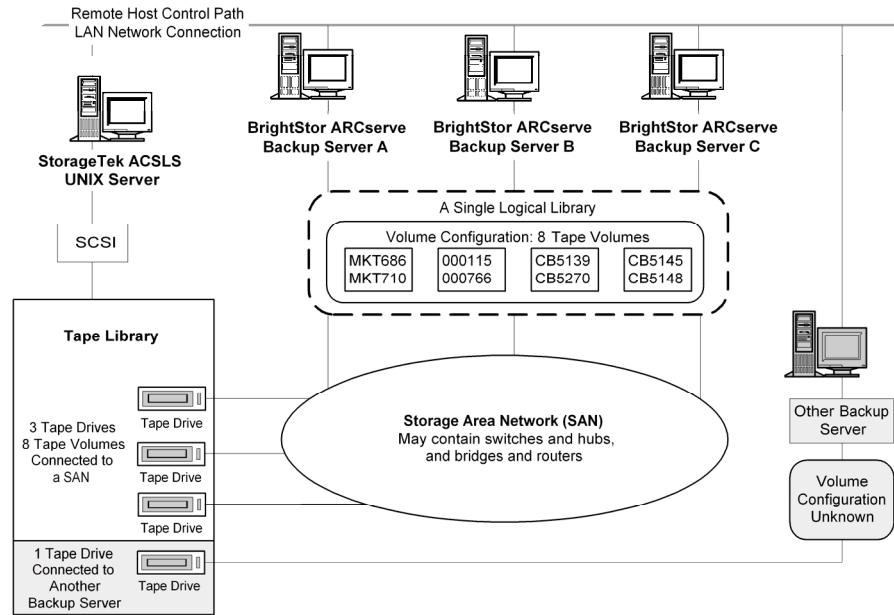 Remote Host Control Path
LAN Network Connection
StorageTek ACSLS
UNIX Server
BrightStor ARCserve
Backup Server A
BrightStor ARCserve
Backup Server B
BrightStor ARCserve
Backup Server C
SCSI
A Single Logical Library
Volume Configuration: 8 Tape Volumes
MKT686
MKT710
000115
000766
CB5139
CB5270
CB5145
CB5148
Tape Library
3 Tape Drives
8 Tape Volumes
Connected to
a SAN
Tape Drive
Tape Drive
Tape Drive
1 Tape Drive
Connected to
Another
Backup Server
Tape Drive
Storage Area Network (SAN)
May contain switches and hubs,
and bridges and routers
Other Backup
Server
Volume
Configuration
Unknown